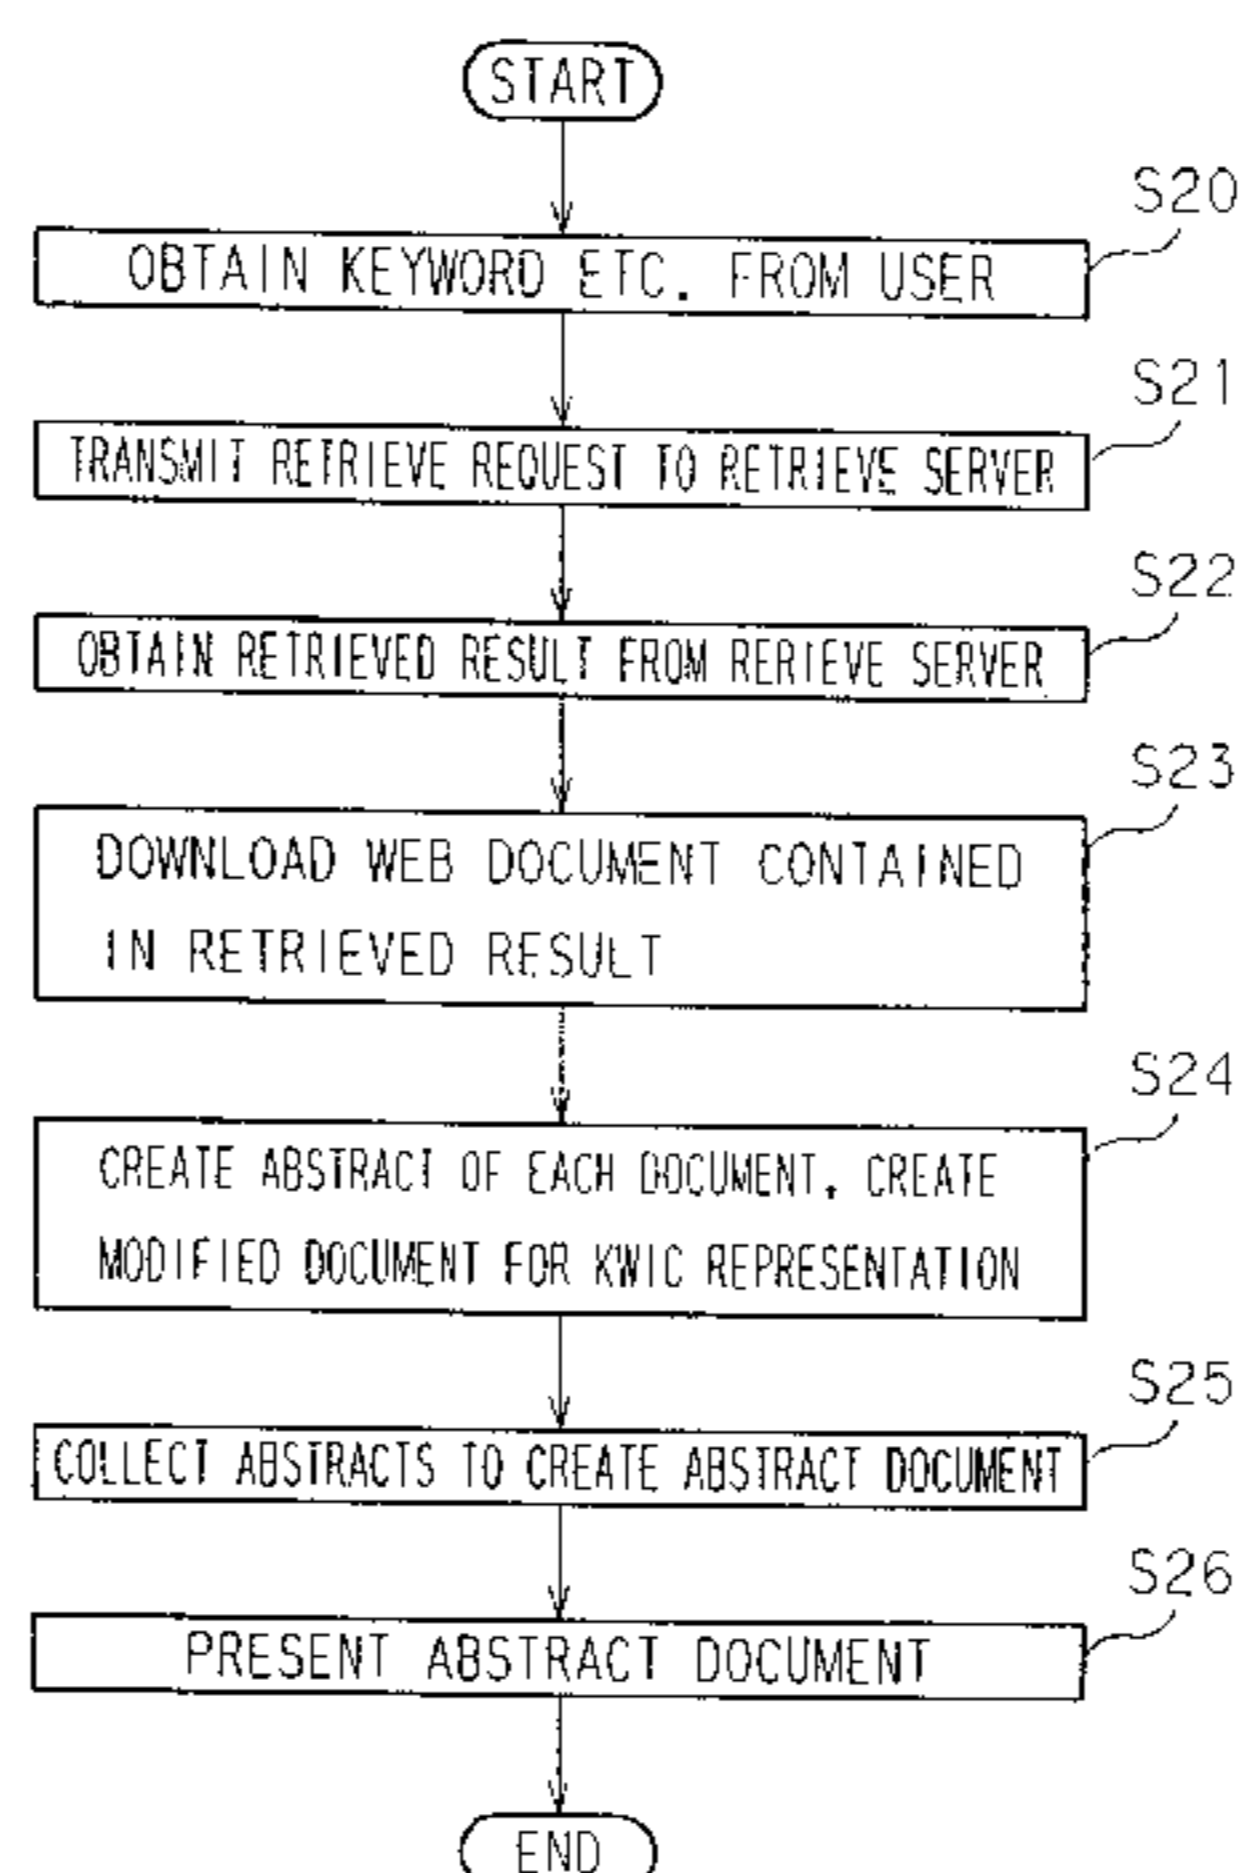 START
S20
OBTAIN KEYWORD ETC. FROM USER
S21
TRANSMIT RETRIEVE REQUEST TO RETRIEVE SERVER
S22
OBTAIN RETRIEVED RESULT FROM RERIEVE SERVER
S23
DOWNLOAD WEB DOCUMENT CONTAINED
IN RETRIEVED RESULT
S24
CREATE ABSTRACT OF EACH DOCUMENT. CREATE
MODIFIED DOCUMENT FOR KWIC REPRESENTATION
S25
COLLECT ABSTRACTS TO CREATE ABSTRACT DOCUMENT
S26
PRESENT ABSTRACT DOCUMENT
END